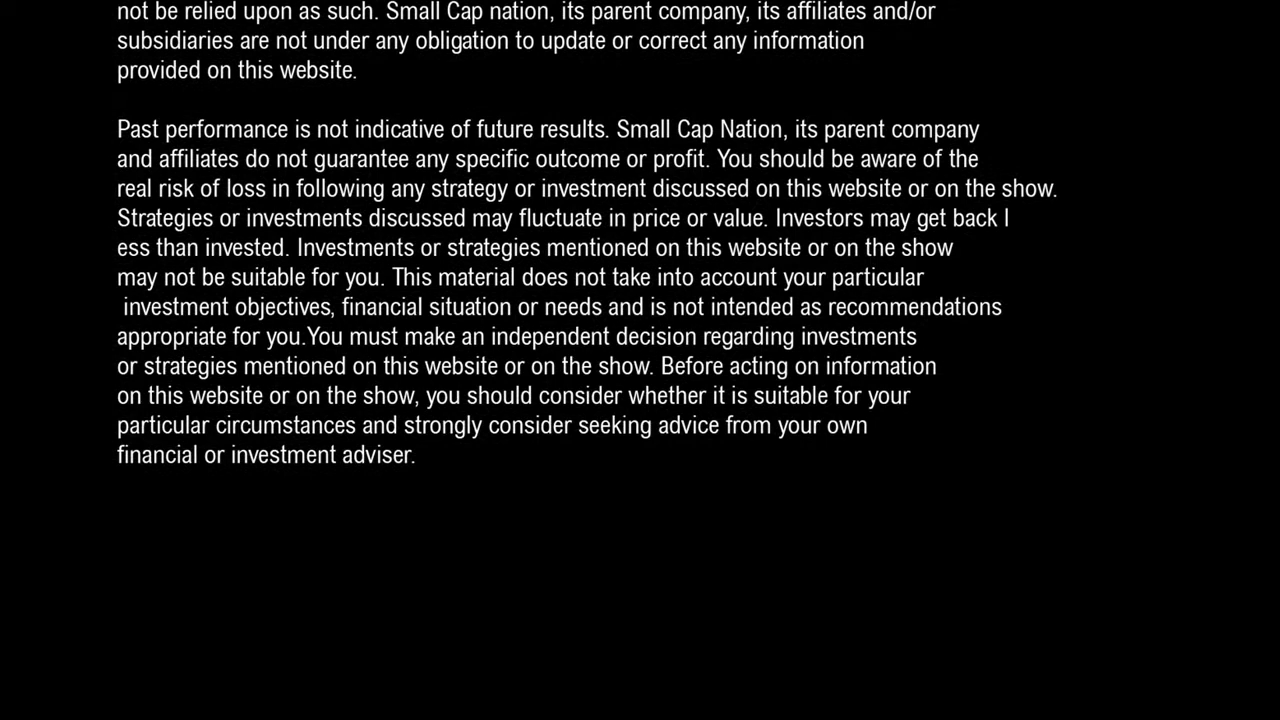 not be relied upon as such. Small Cap nation, its parent company, its affiliates and/or
subsidiaries are not under any obligation to update or correct any information
provided on this website.
Past performance is not indicative of future results. Small Cap Nation, its parent company
and affiliates do not guarantee any specific outcome or profit. You should be aware of the
real risk of loss in following any strategy or investment discussed on this website or on the show.
Strategies or investments discussed may fluctuate in price or value. Investors may get back l
ess than invested. Investments or strategies mentioned on this website or on the show
may not be suitable for you. This material does not take into account your particular
investment objectives, financial situation or needs and is not intended as recommendations
appropriate for you.You must make an independent decision regarding investments
or strategies mentioned on this website or on the show. Before acting on information
on this website or on the show, you should consider whether it is suitable for your
particular circumstances and strongly consider seeking advice from your own
financial or investment adviser.